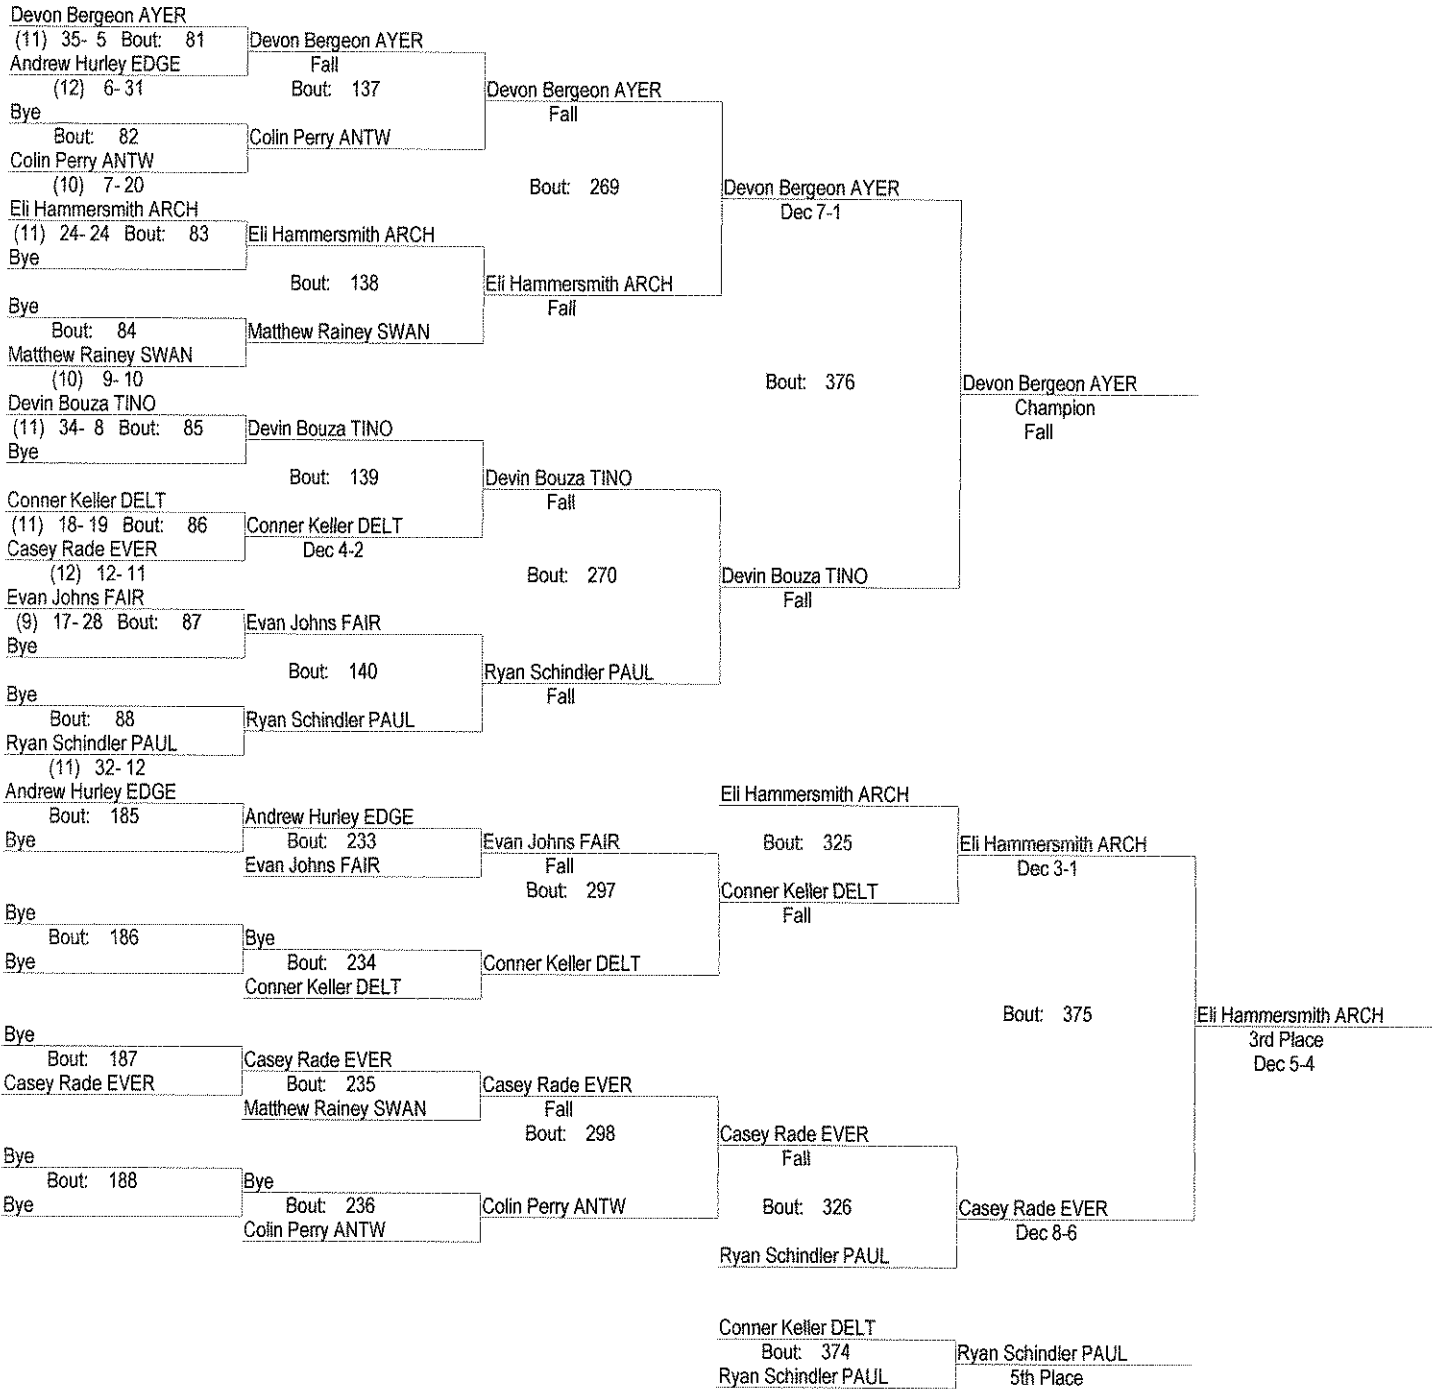 Devon Bergeon AYER
(11) 35- 5 Bout: 81
Andrew Hurley EDGE
(12) 6- 31
Bye
Bout: 82
Colin Perry ANTW
(10) 7- 20
Eli Hammersmith ARCH
(11) 24- 24 Bout: 83
Bye
Bye
Bout: 84
Matthew Rainey SWAN
(10) 9- 10
Devin Bouza TINO
(11) 34- 8 Bout: 85
Bye
Conner Keller DELT
(11) 18- 19 Bout: 86
Casey Rade EVER
(12) 12- 11
Evan Johns FAIR
(9) 17- 28 Bout: 87
Bye
Bye
Bout: 88
Ryan Schindler PAUL
(11) 32- 12
Devon Bergeon AYER
Fall
Bout: 137
Colin Perry ANTW
Eli Hammersmith ARCH
Bout: 138
Matthew Rainey SWAN
Devin Bouza TINO
Bout: 139
Conner Keller DELT
Dec 4-2
Evan Johns FAIR
Bout: 140
Ryan Schindler PAUL
Devon Bergeon AYER
Fall
Bout: 269
Eli Hammersmith ARCH
Fall
Devin Bouza TINO
Fall
Bout: 270
Ryan Schindler PAUL
Fall
Devon Bergeon AYER
Dec 7-1
Bout: 376
Devin Bouza TINO
Fall
Devon Bergeon AYER
Champion
Fall
Andrew Hurley EDGE
Bout: 185
Bye
Bye
Bout: 186
Bye
Bye
Bout: 187
Casey Rade EVER
Bye
Bout: 188
Bye
Andrew Hurley EDGE
Bout: 233
Evan Johns FAIR
Bye
Bout: 234
Conner Keller DELT
Casey Rade EVER
Bout: 235
Matthew Rainey SWAN
Bye
Bout: 236
Colin Perry ANTW
Evan Johns FAIR
Fall
Bout: 297
Conner Keller DELT
Casey Rade EVER
Fall
Bout: 298
Colin Perry ANTW
Eli Hammersmith ARCH
Bout: 325
Conner Keller DELT
Fall
Casey Rade EVER
Fall
Bout: 326
Ryan Schindler PAUL
Eli Hammersmith ARCH
Dec 3-1
Bout: 375
Casey Rade EVER
Dec 8-6
Eli Hammersmith ARCH
3rd Place
Dec 5-4
Conner Keller DELT
Bout: 374
Ryan Schindler PAUL
Ryan Schindler PAUL
5th Place